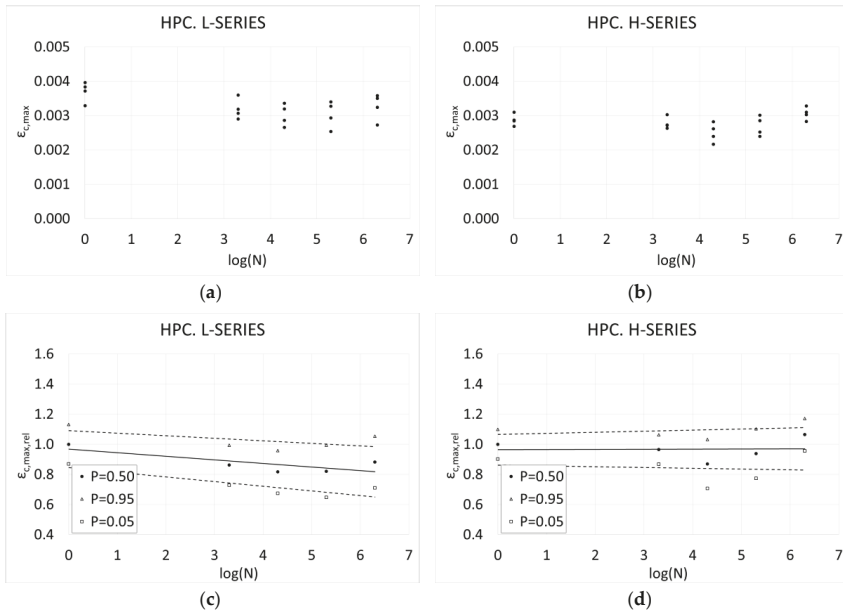 HPC. L-SERIES
0.005
0.004
0.003
0.002
0.001
0.000
εc,max
0 1 2 3 4 5 6 7
log(N)
(a)
HPC. H-SERIES
0.005
0.004
0.003
0.002
0.001
0.000
εc,max
0 1 2 3 4 5 6 7
log(N)
(b)
HPC. L-SERIES
1.6
1.4
1.2
1.0
0.8
0.6
0.4
εc,max,rel
P=0.50
P=0.95
P=0.05
0 1 2 3 4 5 6 7
log(N)
(c)
HPC. H-SERIES
1.6
1.4
1.2
1.0
0.8
0.6
0.4
εc,max,rel
P=0.50
P=0.95
P=0.05
0 1 2 3 4 5 6 7
log(N)
(d)